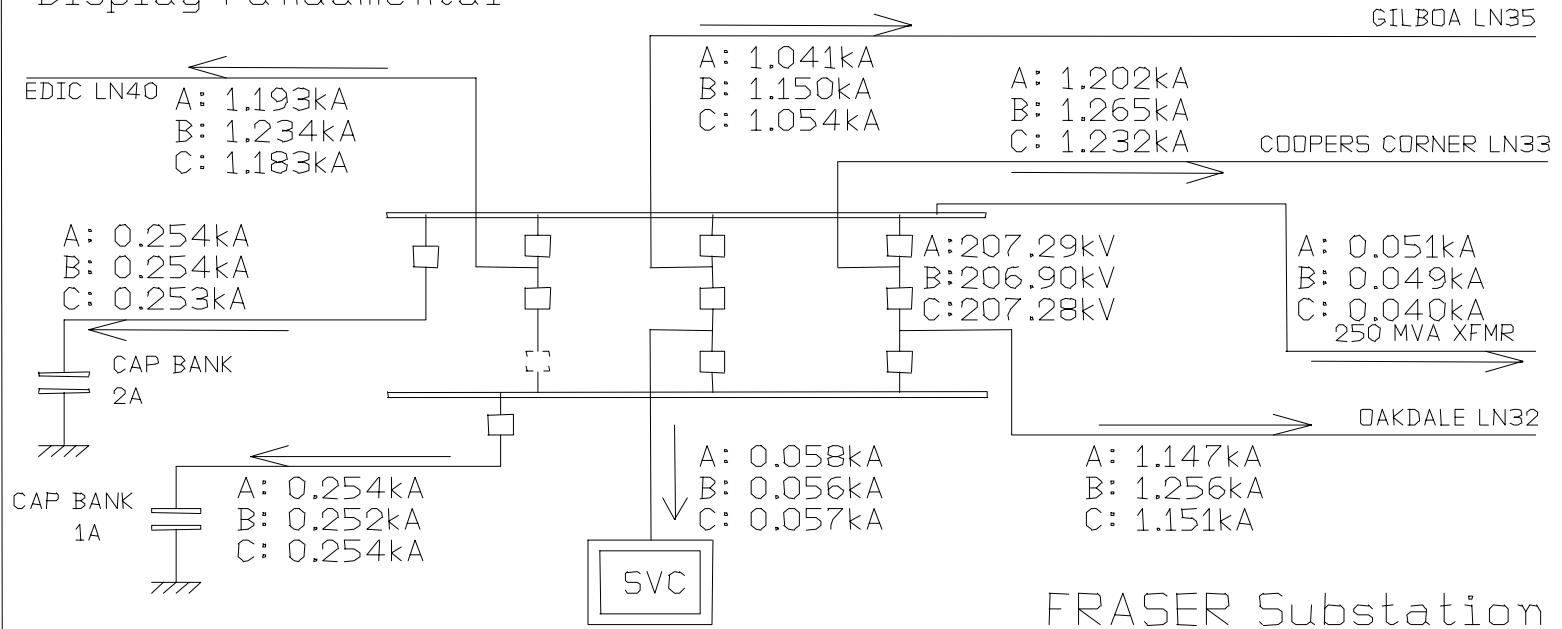 Display Fundamental
GILBOA LN35
A: 1.041kA
B: 1.150kA
C: 1.054kA
EDIC LN40
A: 1.193kA
B: 1.234kA
C: 1.183kA
A: 1.202kA
B: 1.265kA
C: 1.232kA
COOPERS CORNER LN33
A: 0.254kA
B: 0.254kA
C: 0.253kA
A:207.29kV
B:206.90kV
C:207.28kV
A: 0.051kA
B: 0.049kA
C: 0.040kA
250 MVA XFMR
CAP BANK
2A
OAKDALE LN32
A: 0.058kA
B: 0.056kA
C: 0.057kA
A: 1.147kA
B: 1.256kA
C: 1.151kA
CAP BANK
1A
A: 0.254kA
B: 0.252kA
C: 0.254kA
SVC
FRASER Substation